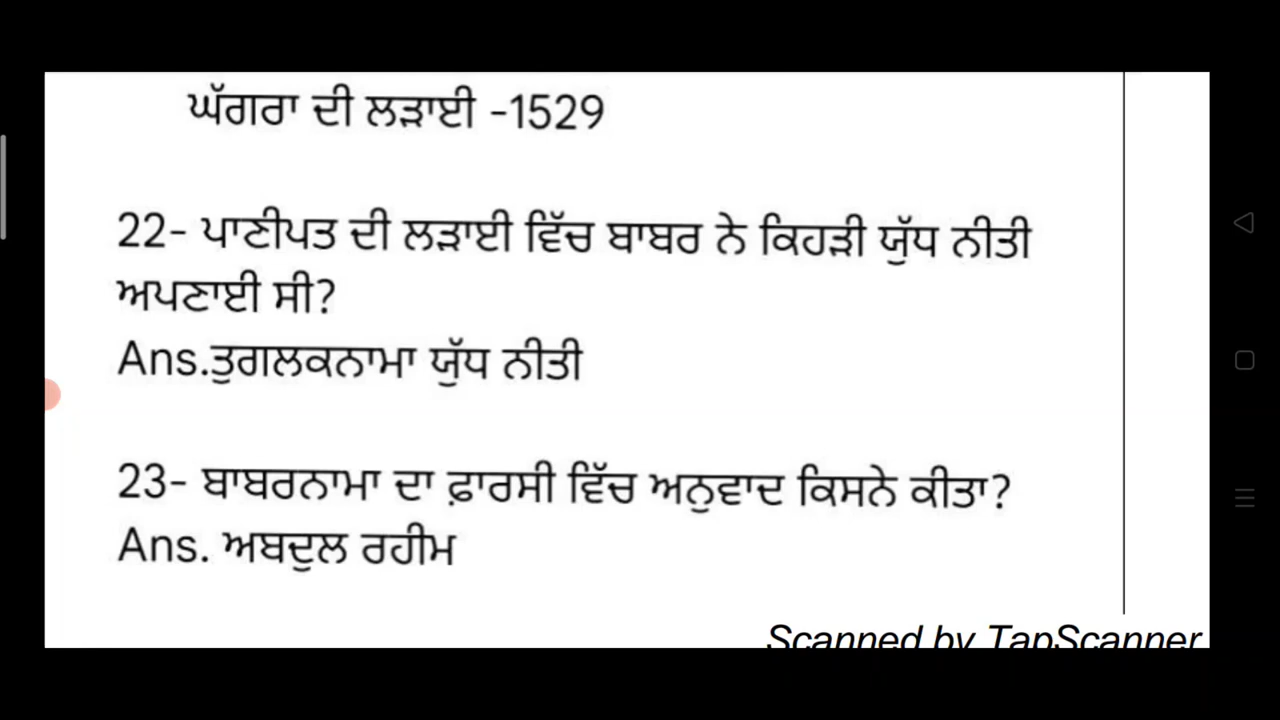 ਘੱਗਰਾ ਦੀ ਲੜਾਈ -1529
22- ਪਾਣੀਪਤ ਦੀ ਲੜਾਈ ਵਿੱਚ ਬਾਬਰ ਨੇ ਕਿਹੜੀ ਯੁੱਧ ਨੀਤੀ
ਅਪਣਾਈ ਸੀ?
Ans.ਤੁਗਲਕਨਾਮਾ ਯੁੱਧ ਨੀਤੀ
23- ਬਾਬਰਨਾਮਾ ਦਾ ਫ਼ਾਰਸੀ ਵਿੱਚ ਅਨੁਵਾਦ ਕਿਸਨੇ ਕੀਤਾ?
Ans. ਅਬਦੁਲ ਰਹੀਮ
Scanned by TapScanner